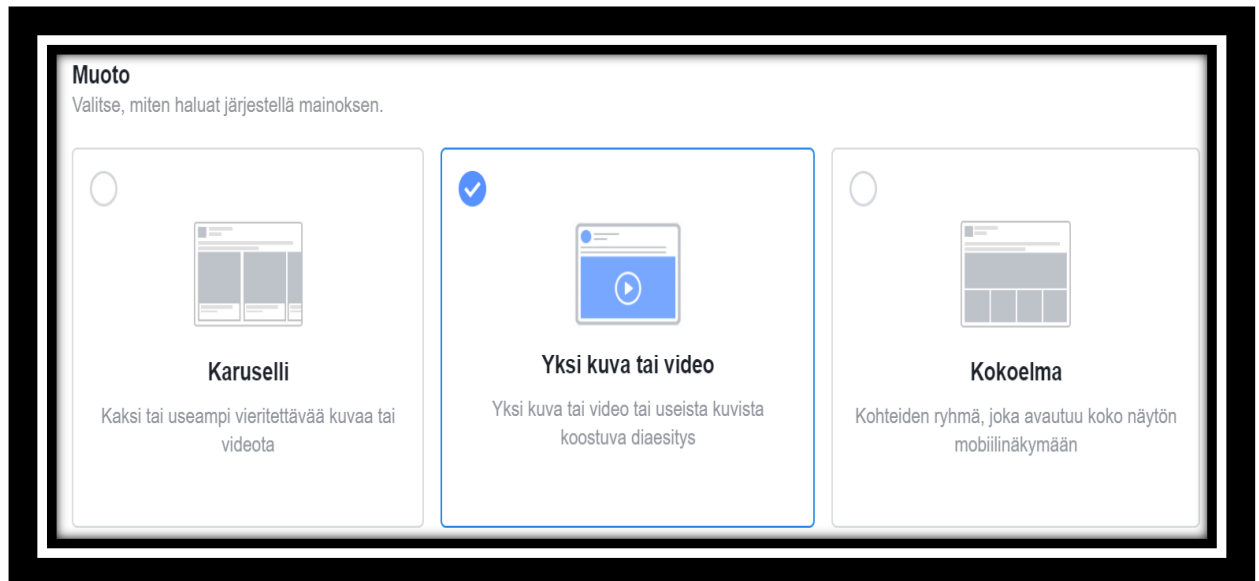 Muoto
Valitse, miten haluat järjestellä mainoksen.
Karuselli
Kaksi tai useampi vieritettävää kuvaa tai
videota
Yksi kuva tai video
Yksi kuva tai video tai useista kuvista
koostuva diaesitys
Kokoelma
Kohteiden ryhmä, joka avautuu koko näytön
mobiilinäkymään